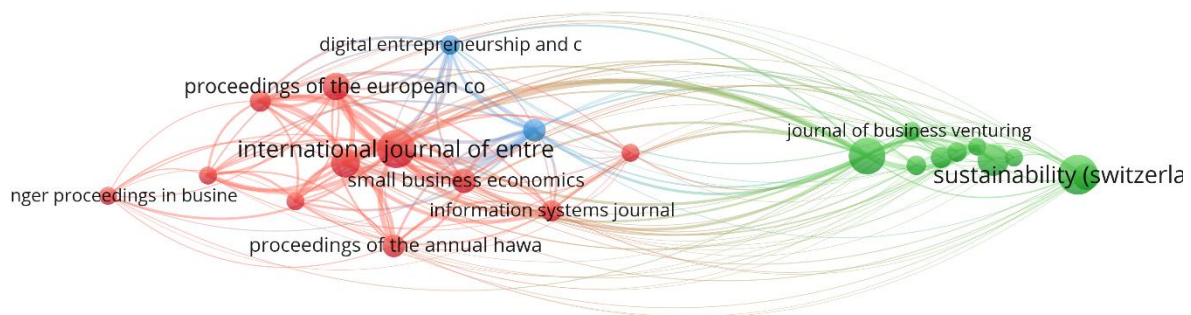 digital entrepreneurship and c
proceedings of the european co
journal of business venturing
international journal of entre
small business economics
sustainability (switzerla
nger proceedings in busine
information systems journal
proceedings of the annual hawa